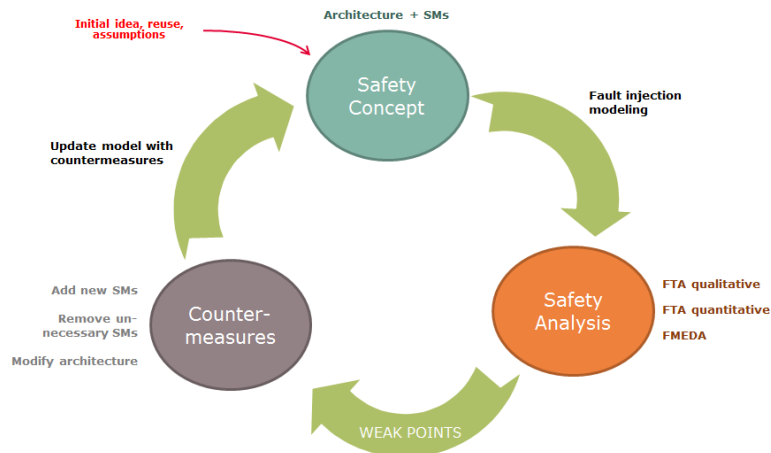 Initial idea, reuse,
assumptions
Architecture + SMs
Safety
Concept
Fault injection
modeling
Update model with
countermeasures
Safety
Analysis
FTA qualitative
FTA quantitative
FMEDA
WEAK POINTS
Counter-
measures
Add new SMs
Remove un-
necessary SMs
Modify architecture